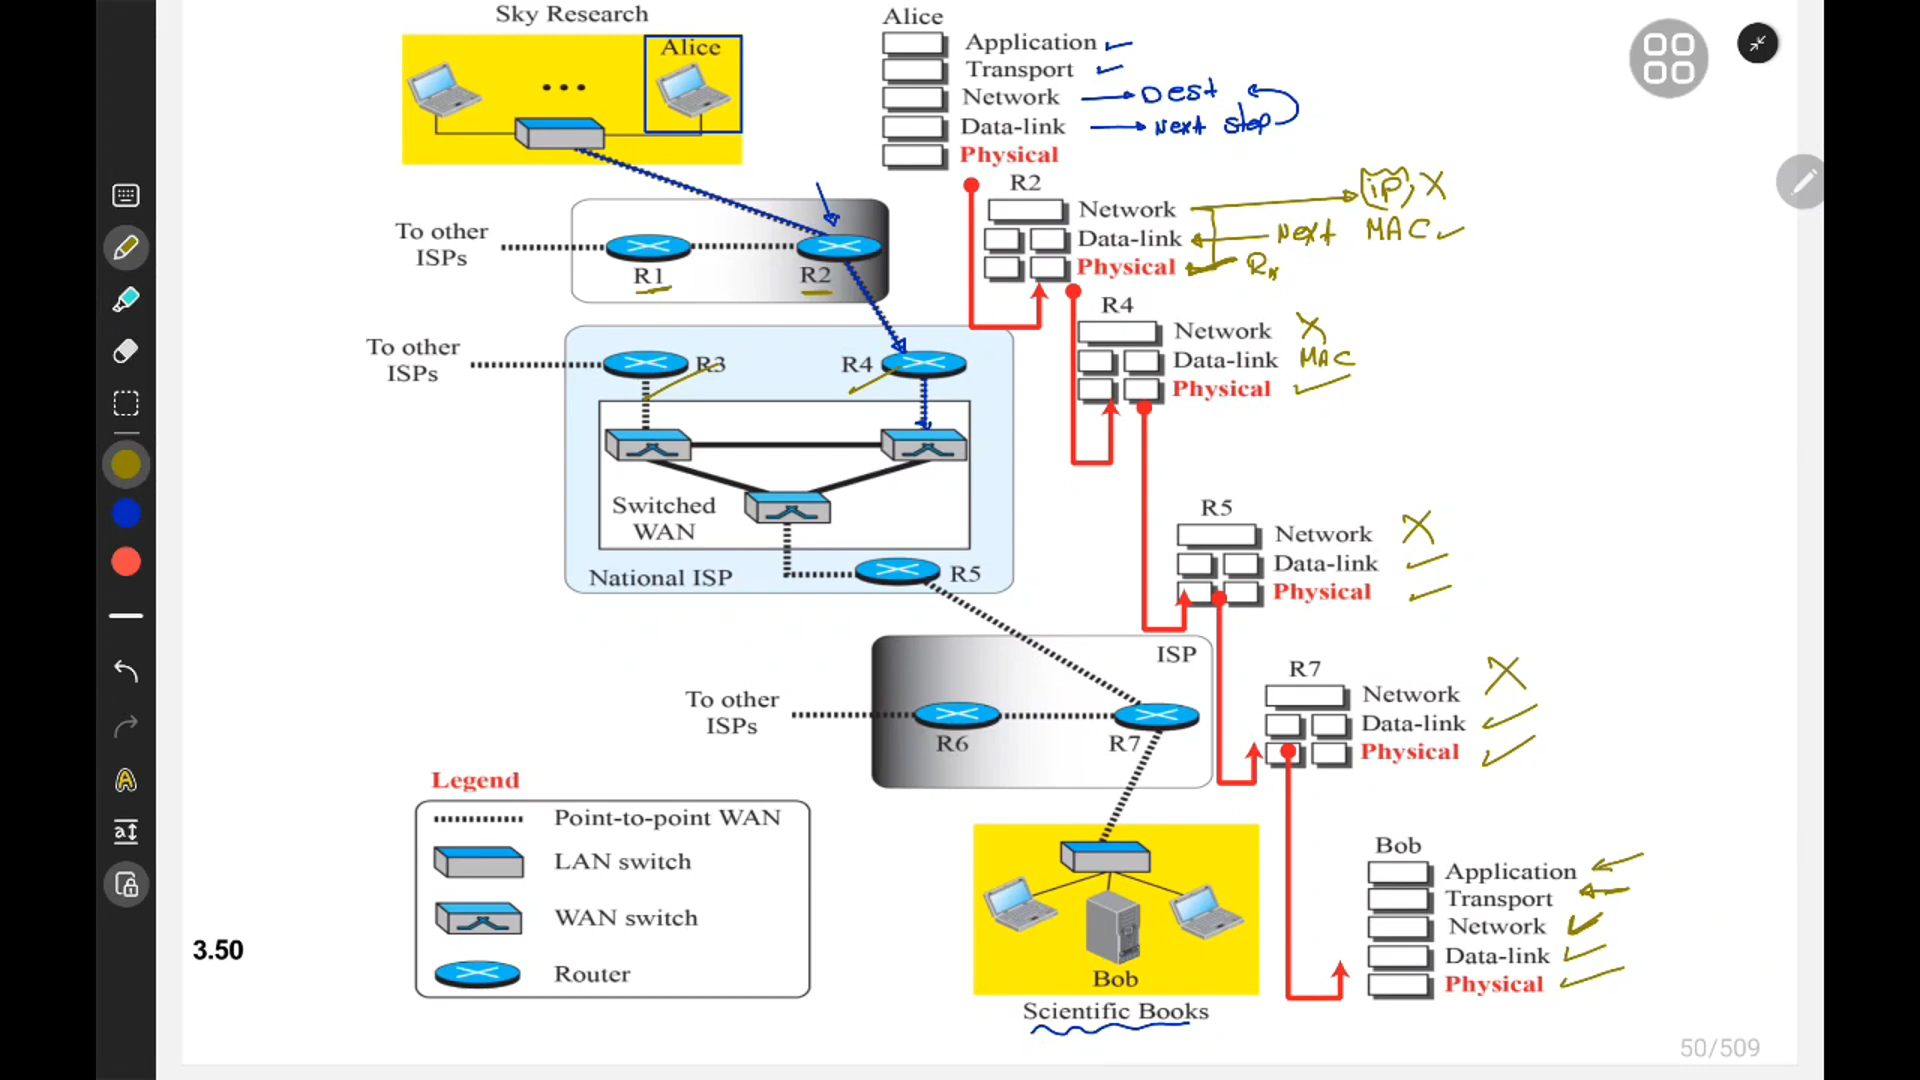 Sky Research
Alice
To other
ISPs
R1
R2
To other
ISPs
R3
R4
Switched
WAN
National ISP
R5
ISP
To other
ISPs
R6
R7
Legend
Point-to-point WAN
LAN switch
WAN switch
Router
Bob
Scientific Books
3.50
Alice
Application
Transport
Network → Dest
Data-link → Next stop
Physical
R2
Network iP, X
Data-link ← Next MAC
Physical Rx
R4
Network X
Data-link MAC
Physical
R5
Network X
Data-link
Physical
R7
Network X
Data-link
Physical
Bob
Application
Transport
Network
Data-link
Physical
50/509